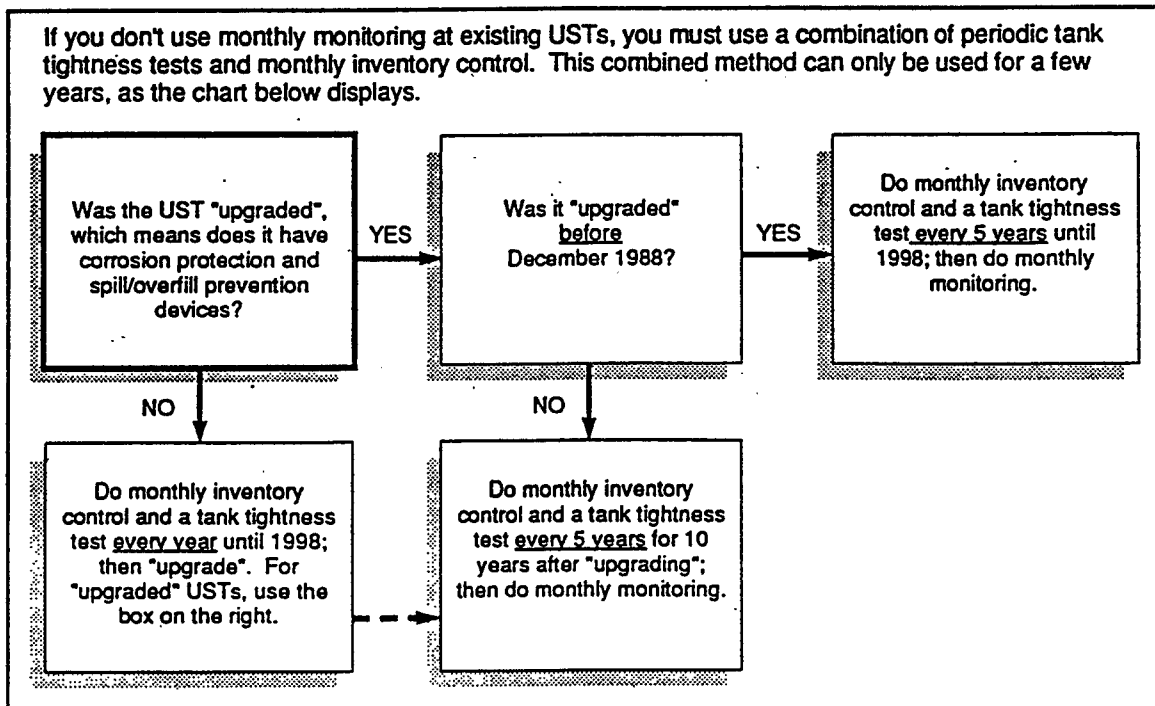 If you don't use monthly monitoring at existing USTs, you must use a combination of periodic tank
tightness tests and monthly inventory control.  This combined method can only be used for a few
years, as the chart below displays.
Was the UST "upgraded",
which means does it have
corrosion protection and
spill/overfill prevention
devices?
YES
Was it "upgraded"
before
December 1988?
YES
Do monthly inventory
control and a tank tightness
test every 5 years until
1998; then do monthly
monitoring.
NO
NO
Do monthly inventory
control and a tank tightness
test every year until 1998;
then "upgrade".  For
"upgraded" USTs, use the
box on the right.
Do monthly inventory
control and a tank tightness
test every 5 years for 10
years after "upgrading";
then do monthly monitoring.